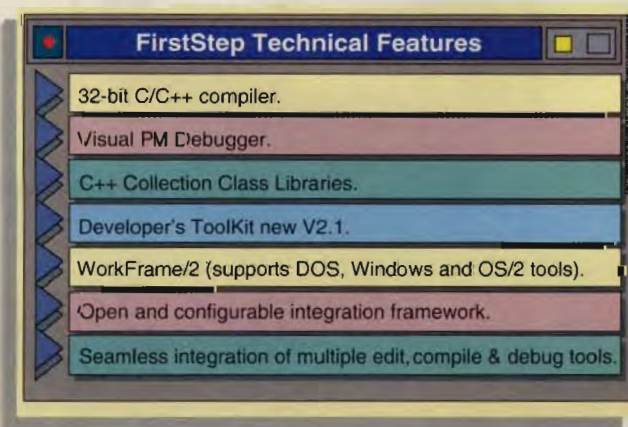 FirstStep Technical Features
32-bit C/C++ compiler.
Visual PM Debugger.
C++ Collection Class Libraries.
Developer's ToolKit new V2.1.
WorkFrame/2 (supports DOS, Windows and OS/2 tools).
Open and configurable integration framework.
Seamless integration of multiple edit, compile & debug tools.